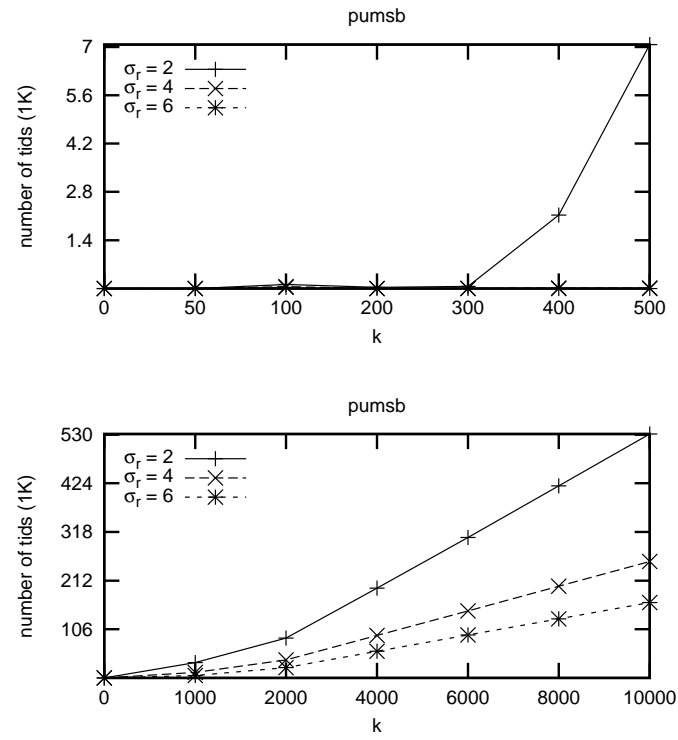 pumsb
number of tids (1K)
7
5.6
4.2
2.8
1.4
σr = 2
σr = 4
σr = 6
0 50 100 200 300 400 500
k
pumsb
number of tids (1K)
530
424
318
212
106
σr = 2
σr = 4
σr = 6
0 1000 2000 4000 6000 8000 10000
k